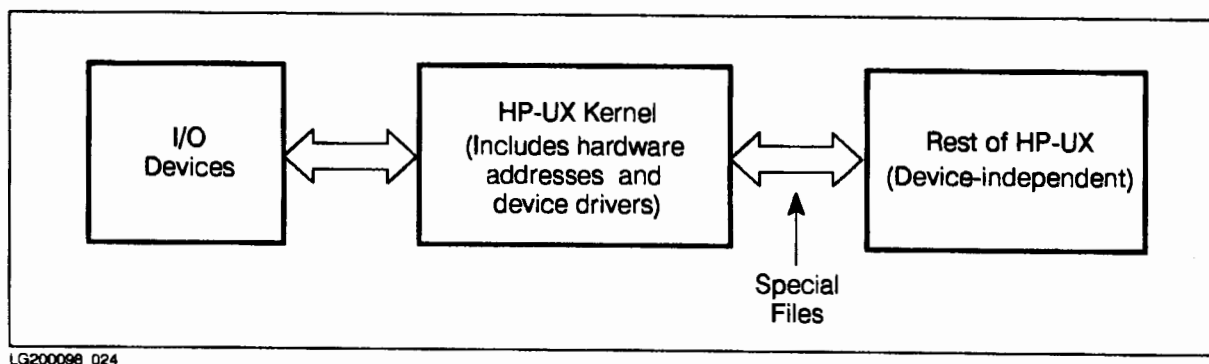 I/O
Devices
HP-UX Kernel
(Includes hardware
addresses and
device drivers)
Rest of HP-UX
(Device-independent)
Special
Files
LG200098_024